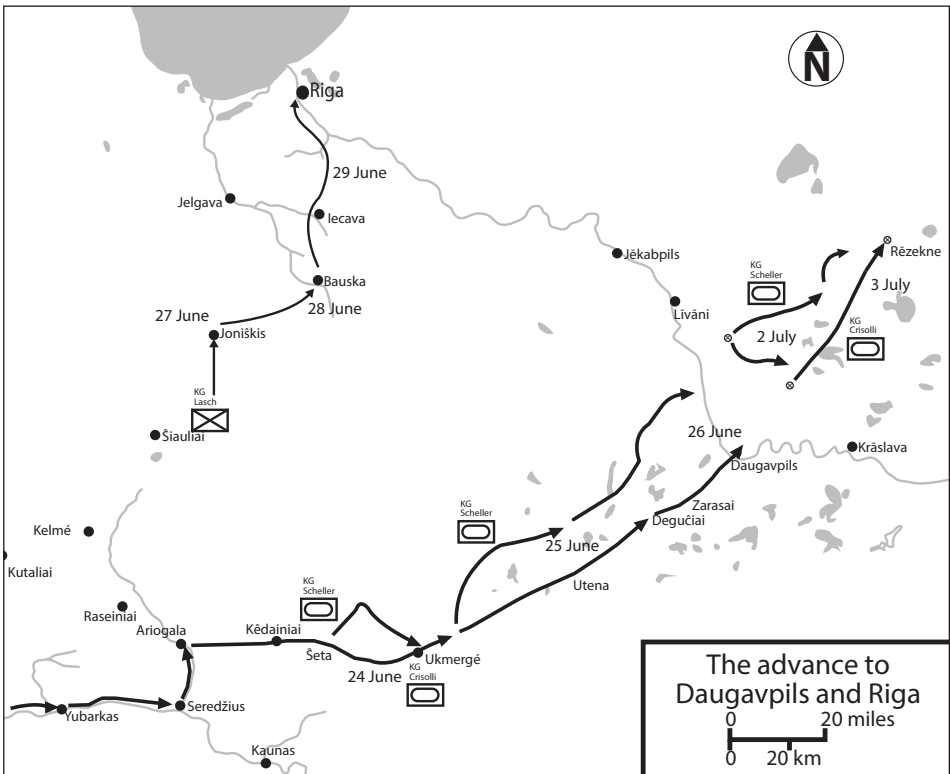 N
Riga
29 June
Jelgava
Iecava
Jēkabpils
Rēzekne
KG
Scheller
Bauska
3 July
27 June
28 June
Līvāni
Joniškis
2 July
KG
Crisolli
KG
Lasch
Šiauliai
26 June
Krāslava
Daugavpils
KG
Scheller
Zarasai
Degučiai
Kelmé
25 June
Kutaliai
Utena
KG
Scheller
Raseiniai
Ariogala
Kêdainiai
Šeta
Ukmergé
24 June
KG
Crisolli
Yubarkas
Seredžius
Kaunas
The advance to
Daugavpils and Riga
0 20 miles
0 20 km